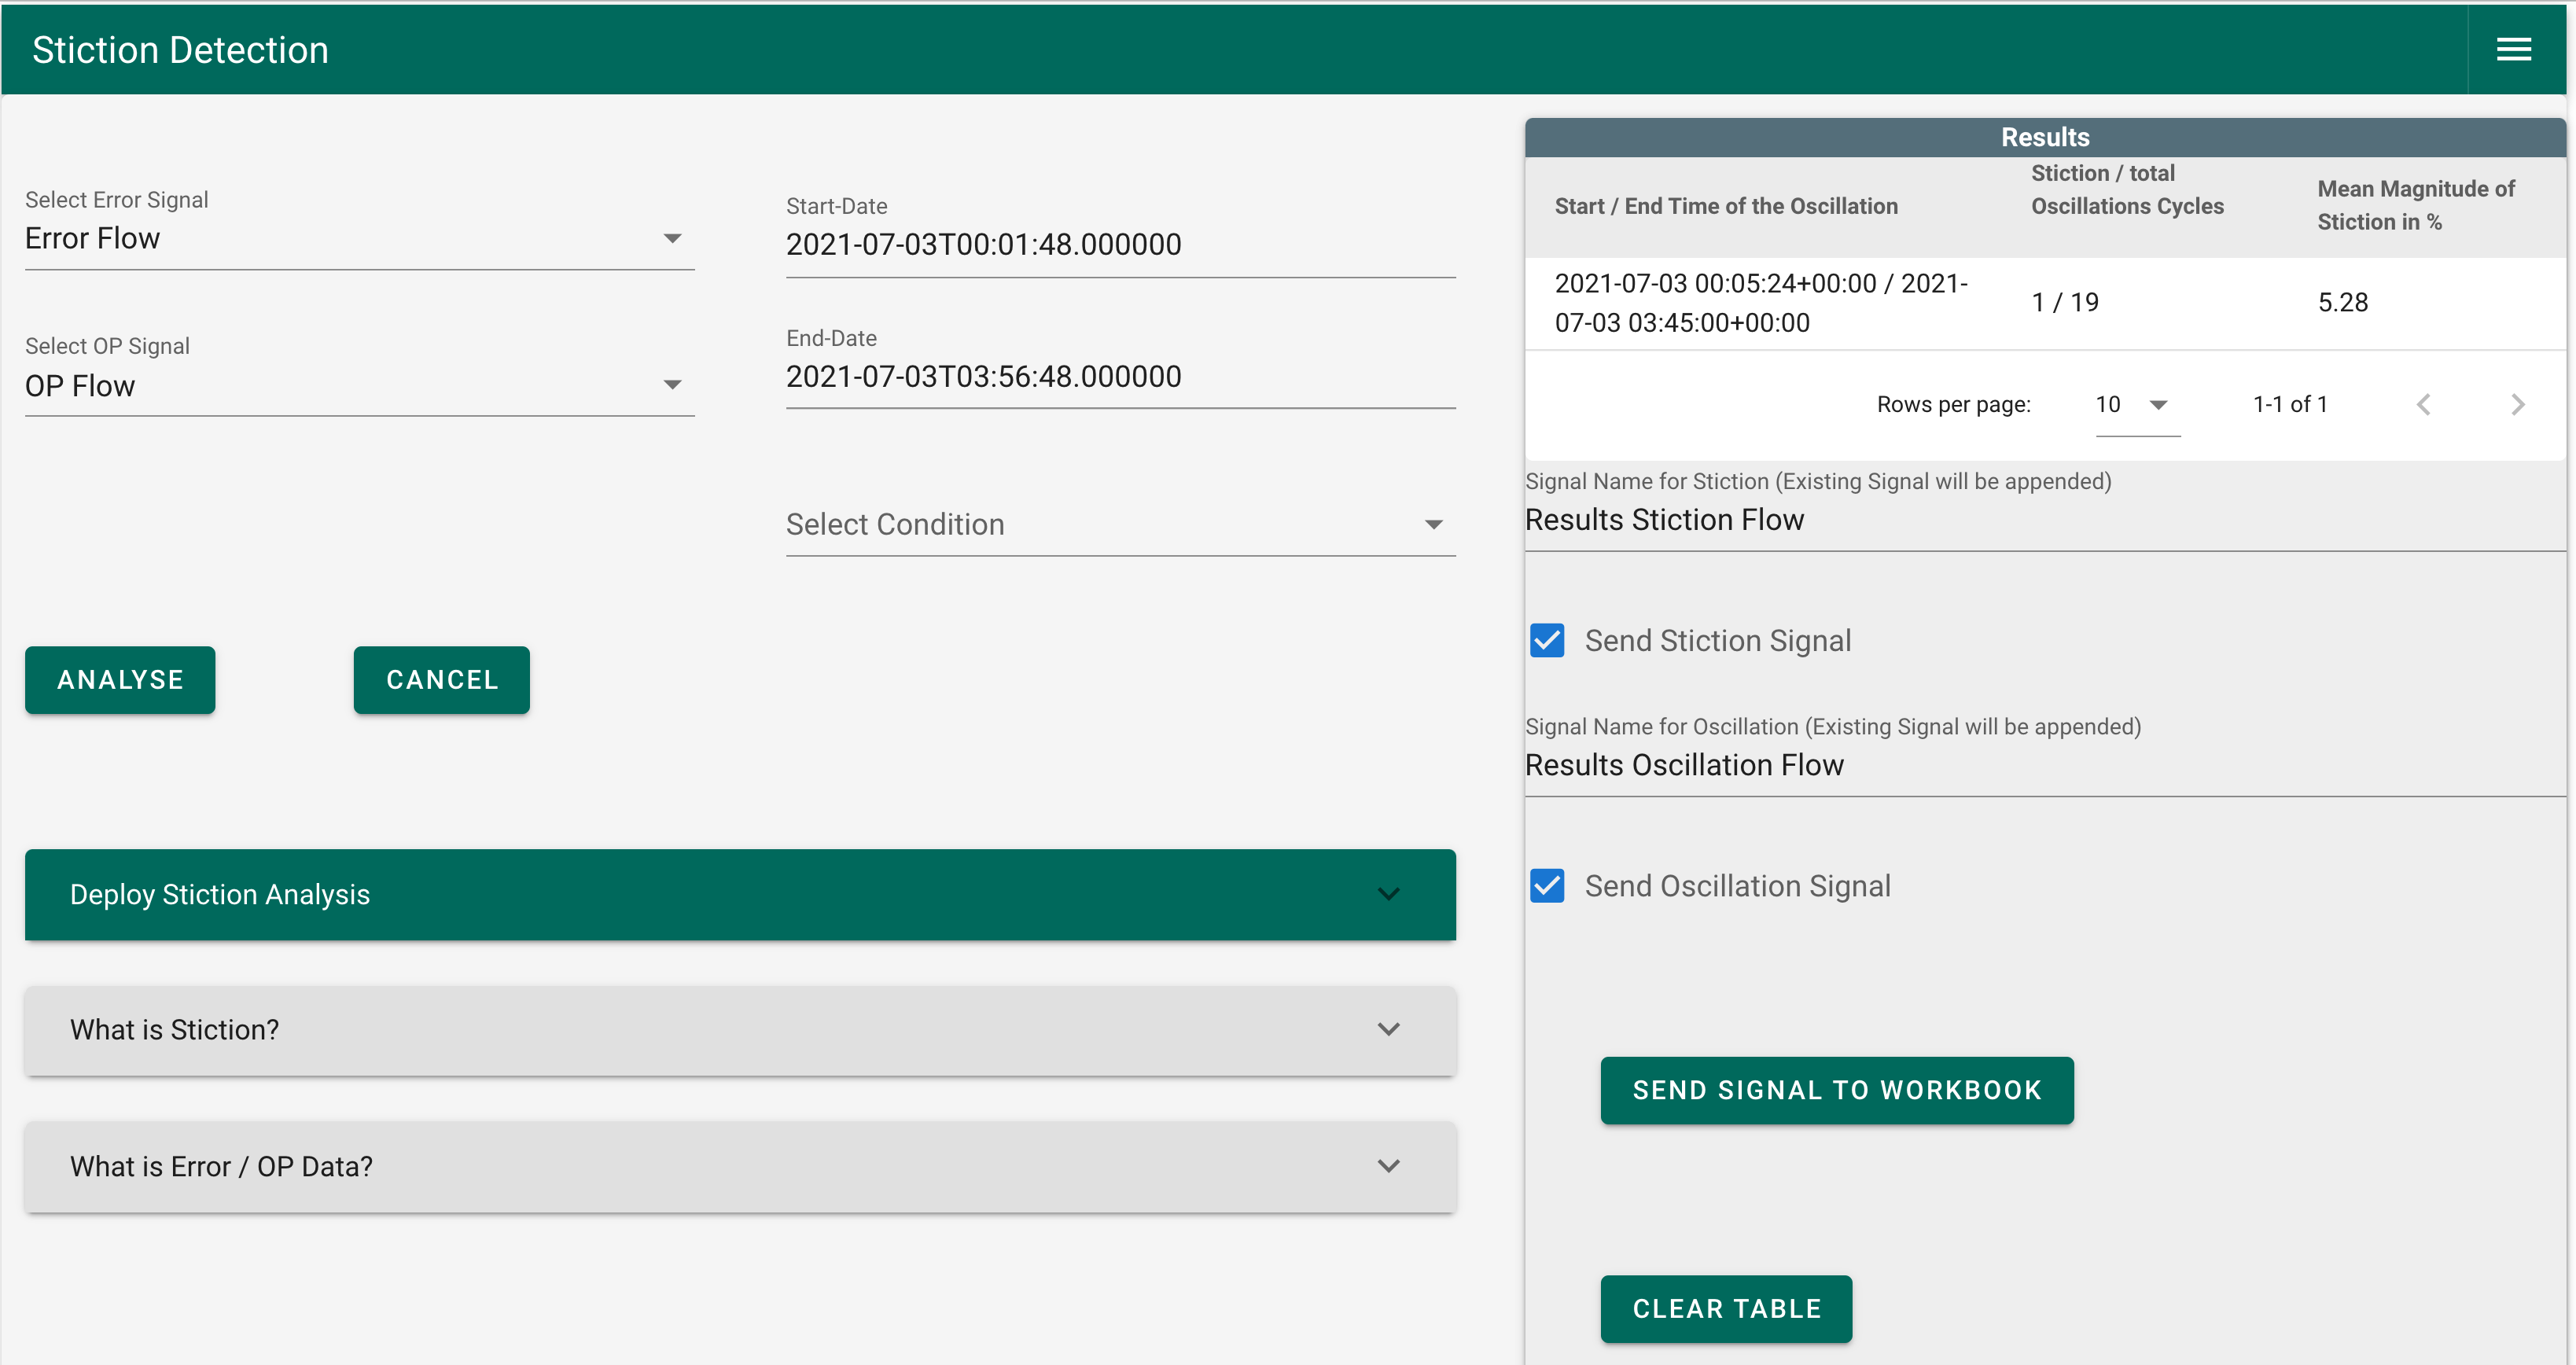 Stiction Detection
Select Error Signal
Error Flow
Select OP Signal
OP Flow
Start-Date
2021-07-03T00:01:48.000000
End-Date
2021-07-03T03:56:48.000000
Select Condition
ANALYSE
CANCEL
Deploy Stiction Analysis
What is Stiction?
What is Error / OP Data?
Results
Start / End Time of the Oscillation
Stiction / total
Oscillations Cycles
Mean Magnitude of
Stiction in %
2021-07-03 00:05:24+00:00 / 2021-
07-03 03:45:00+00:00
1 / 19
5.28
Rows per page:
10
1-1 of 1
Signal Name for Stiction (Existing Signal will be appended)
Results Stiction Flow
Send Stiction Signal
Signal Name for Oscillation (Existing Signal will be appended)
Results Oscillation Flow
Send Oscillation Signal
SEND SIGNAL TO WORKBOOK
CLEAR TABLE